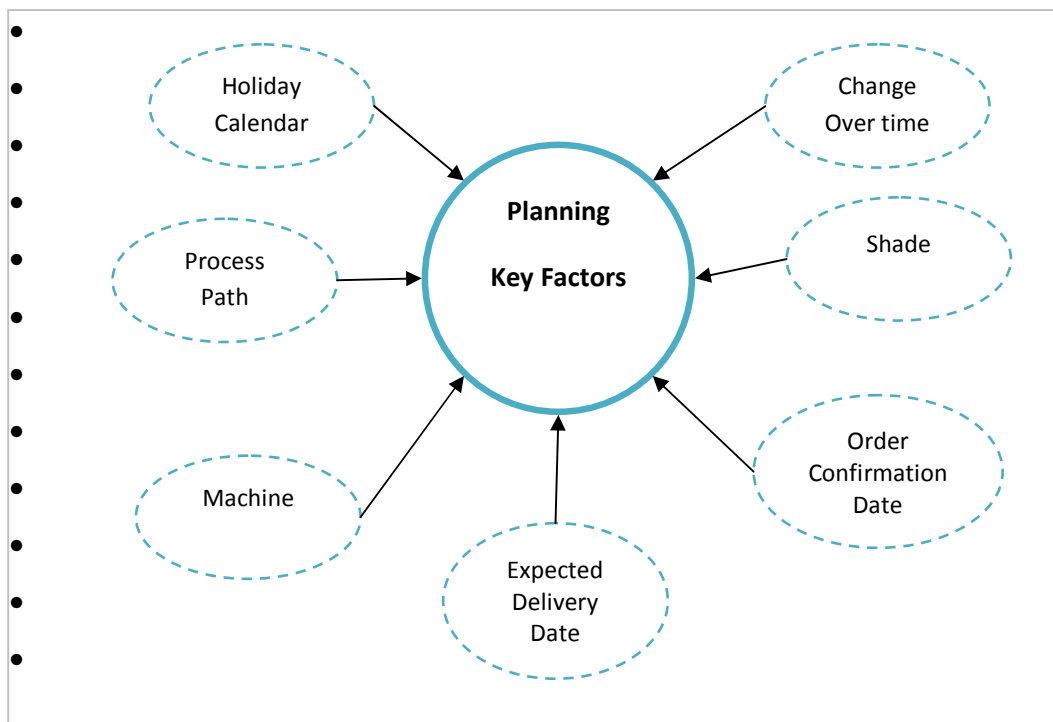 Holiday
Calendar
Change
Over time
Planning
Key Factors
Shade
Process
Path
Order
Confirmation
Date
Machine
Expected
Delivery
Date